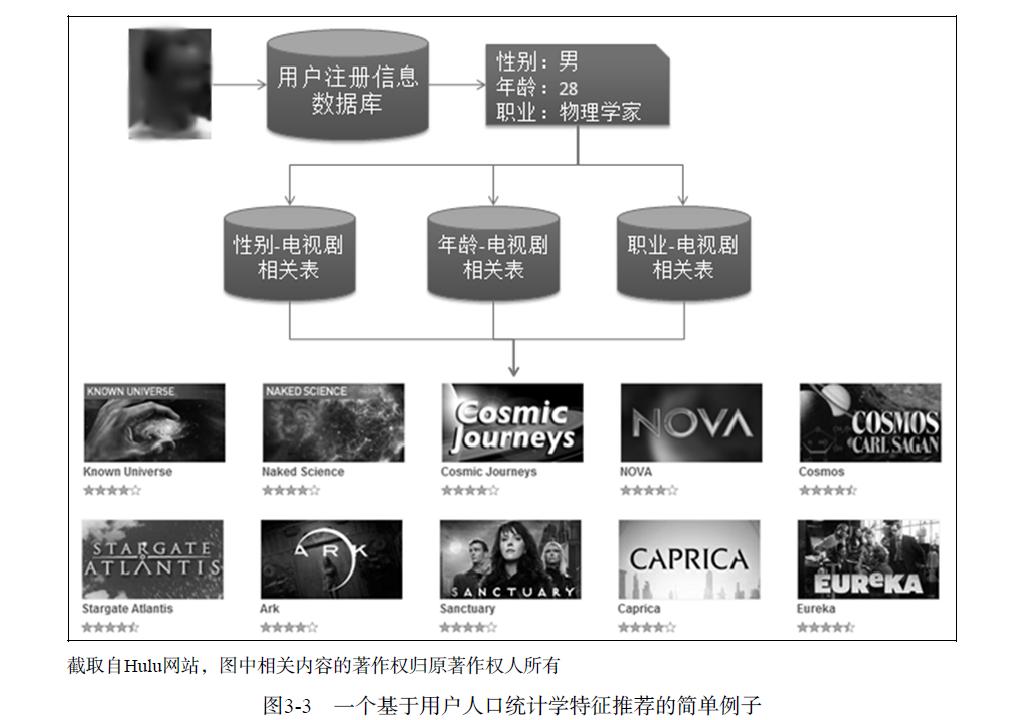 用户注册信息
数据库
性别：男
年龄：28
职业：物理学家
性别-电视剧
相关表
年龄-电视剧
相关表
职业-电视剧
相关表
KNOWN UNIVERSE
NAKED SCIENCE
Cosmic
Journeys
NOVA
COSMOS
CARL SAGAN
Known Universe
Naked Science
Cosmic Journeys
NOVA
Cosmos
STARGATE
ATLANTIS
ARK
SANCTUARY
CAPRICA
EUReKA
Stargate Atlantis
Ark
Sanctuary
Caprica
Eureka
截取自Hulu网站，图中相关内容的著作权归原著作权人所有
图3-3 一个基于用户人口统计学特征推荐的简单例子